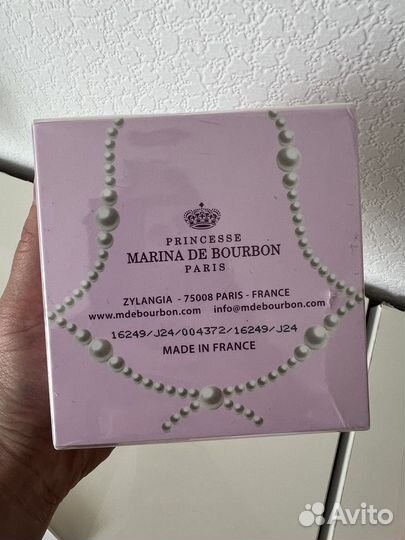 PRINCESSE
MARINA DE BOURBON
PARIS
ZYLANGIA - 75008 PARIS - FRANCE
www.mdebourbon.com info@mdebourbon.com
16249/J24/004372/16249/J24
MADE IN FRANCE
Avito